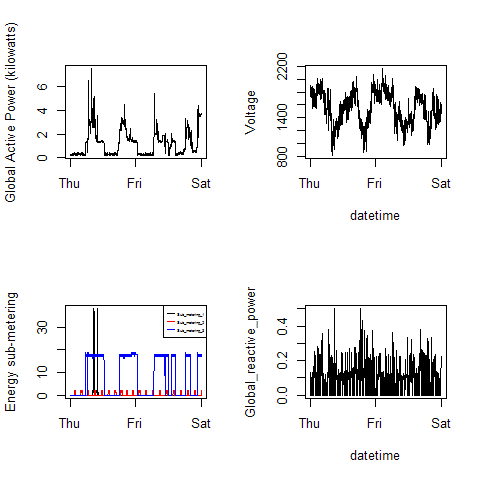 Global Active Power (kilowatts)
0 2 4 6
Thu Fri Sat
Voltage
800 1400 2200
Thu Fri Sat
datetime
Energy sub-metering
0 10 30
Thu Fri Sat
Sub_metering_1
Sub_metering_2
Sub_metering_3
Global_reactive_power
0.0 0.2 0.4
Thu Fri Sat
datetime